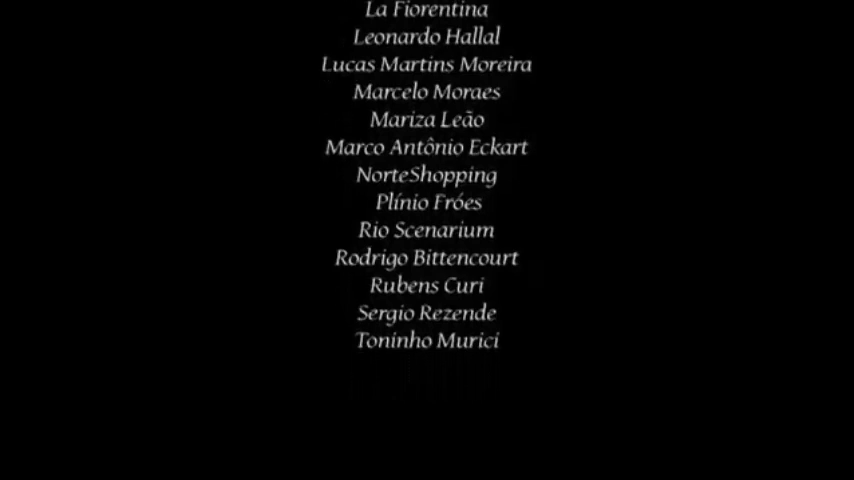 La Fiorentina
Leonardo Hallal
Lucas Martins Moreira
Marcelo Moraes
Mariza Leão
Marco Antônio Eckart
NorteShopping
Plínio Fróes
Rio Scenarium
Rodrigo Bittencourt
Rubens Curi
Sergio Rezende
Toninho Murici